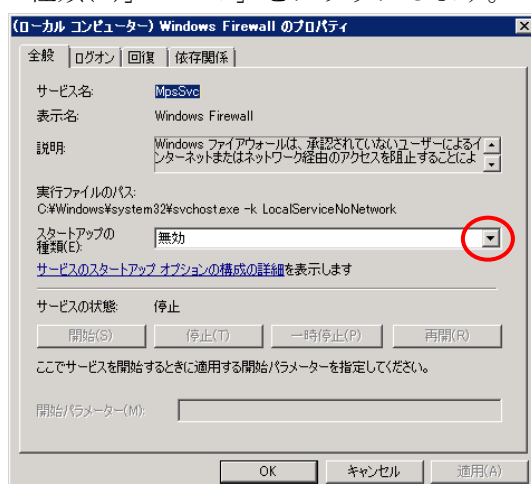 (ローカル コンピューター) Windows Firewall のプロパティ
全般 ログオン 回復 依存関係
サービス名: MpsSvc
表示名: Windows Firewall
説明: Windows ファイアウォールは、承認されていないユーザーによるイ
ンターネットまたはネットワーク経由のアクセスを阻止することによ
実行ファイルのパス:
C:¥Windows¥system32¥svchost.exe -k LocalServiceNoNetwork
スタートアップの
種類(E): 無効
サービスのスタートアップ オプションの構成の詳細を表示します
サービスの状態: 停止
開始(S) 停止(T) 一時停止(P) 再開(R)
ここでサービスを開始するときに適用する開始パラメーターを指定してください。
開始パラメーター(M):
OK キャンセル 適用(A)